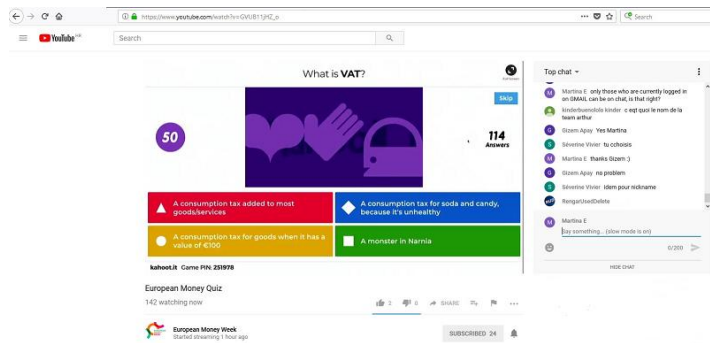 https://www.youtube.com/watch?v=GVUB11jHZ_o
Search
YouTube
Search
What is VAT?
Skip
50
114
Answers
A consumption tax added to most
goods/services
A consumption tax for soda and candy,
because it's unhealthy
A consumption tax for goods when it has a
value of €100
A monster in Narnia
kahoot.it Game PIN: 251978
European Money Quiz
142 watching now
2
0
SHARE
European Money Week
Started streaming 1 hour ago
SUBSCRIBED 24
Top chat
Martina E only those who are currently logged in
on GMAIL can be on chat, is that right?
kinderbuenolole kinder c est quoi le nom de la
team arthur
Gizem Apay Yes Martina
Séverine Vivier tu cchoisis
Martina E thanks Gizem :)
Gizem Apay no problem
Séverine Vivier idem pour nickname
RengarUsedDelete
Martina E
Say something... (slow mode is on)
0/200
HIDE CHAT